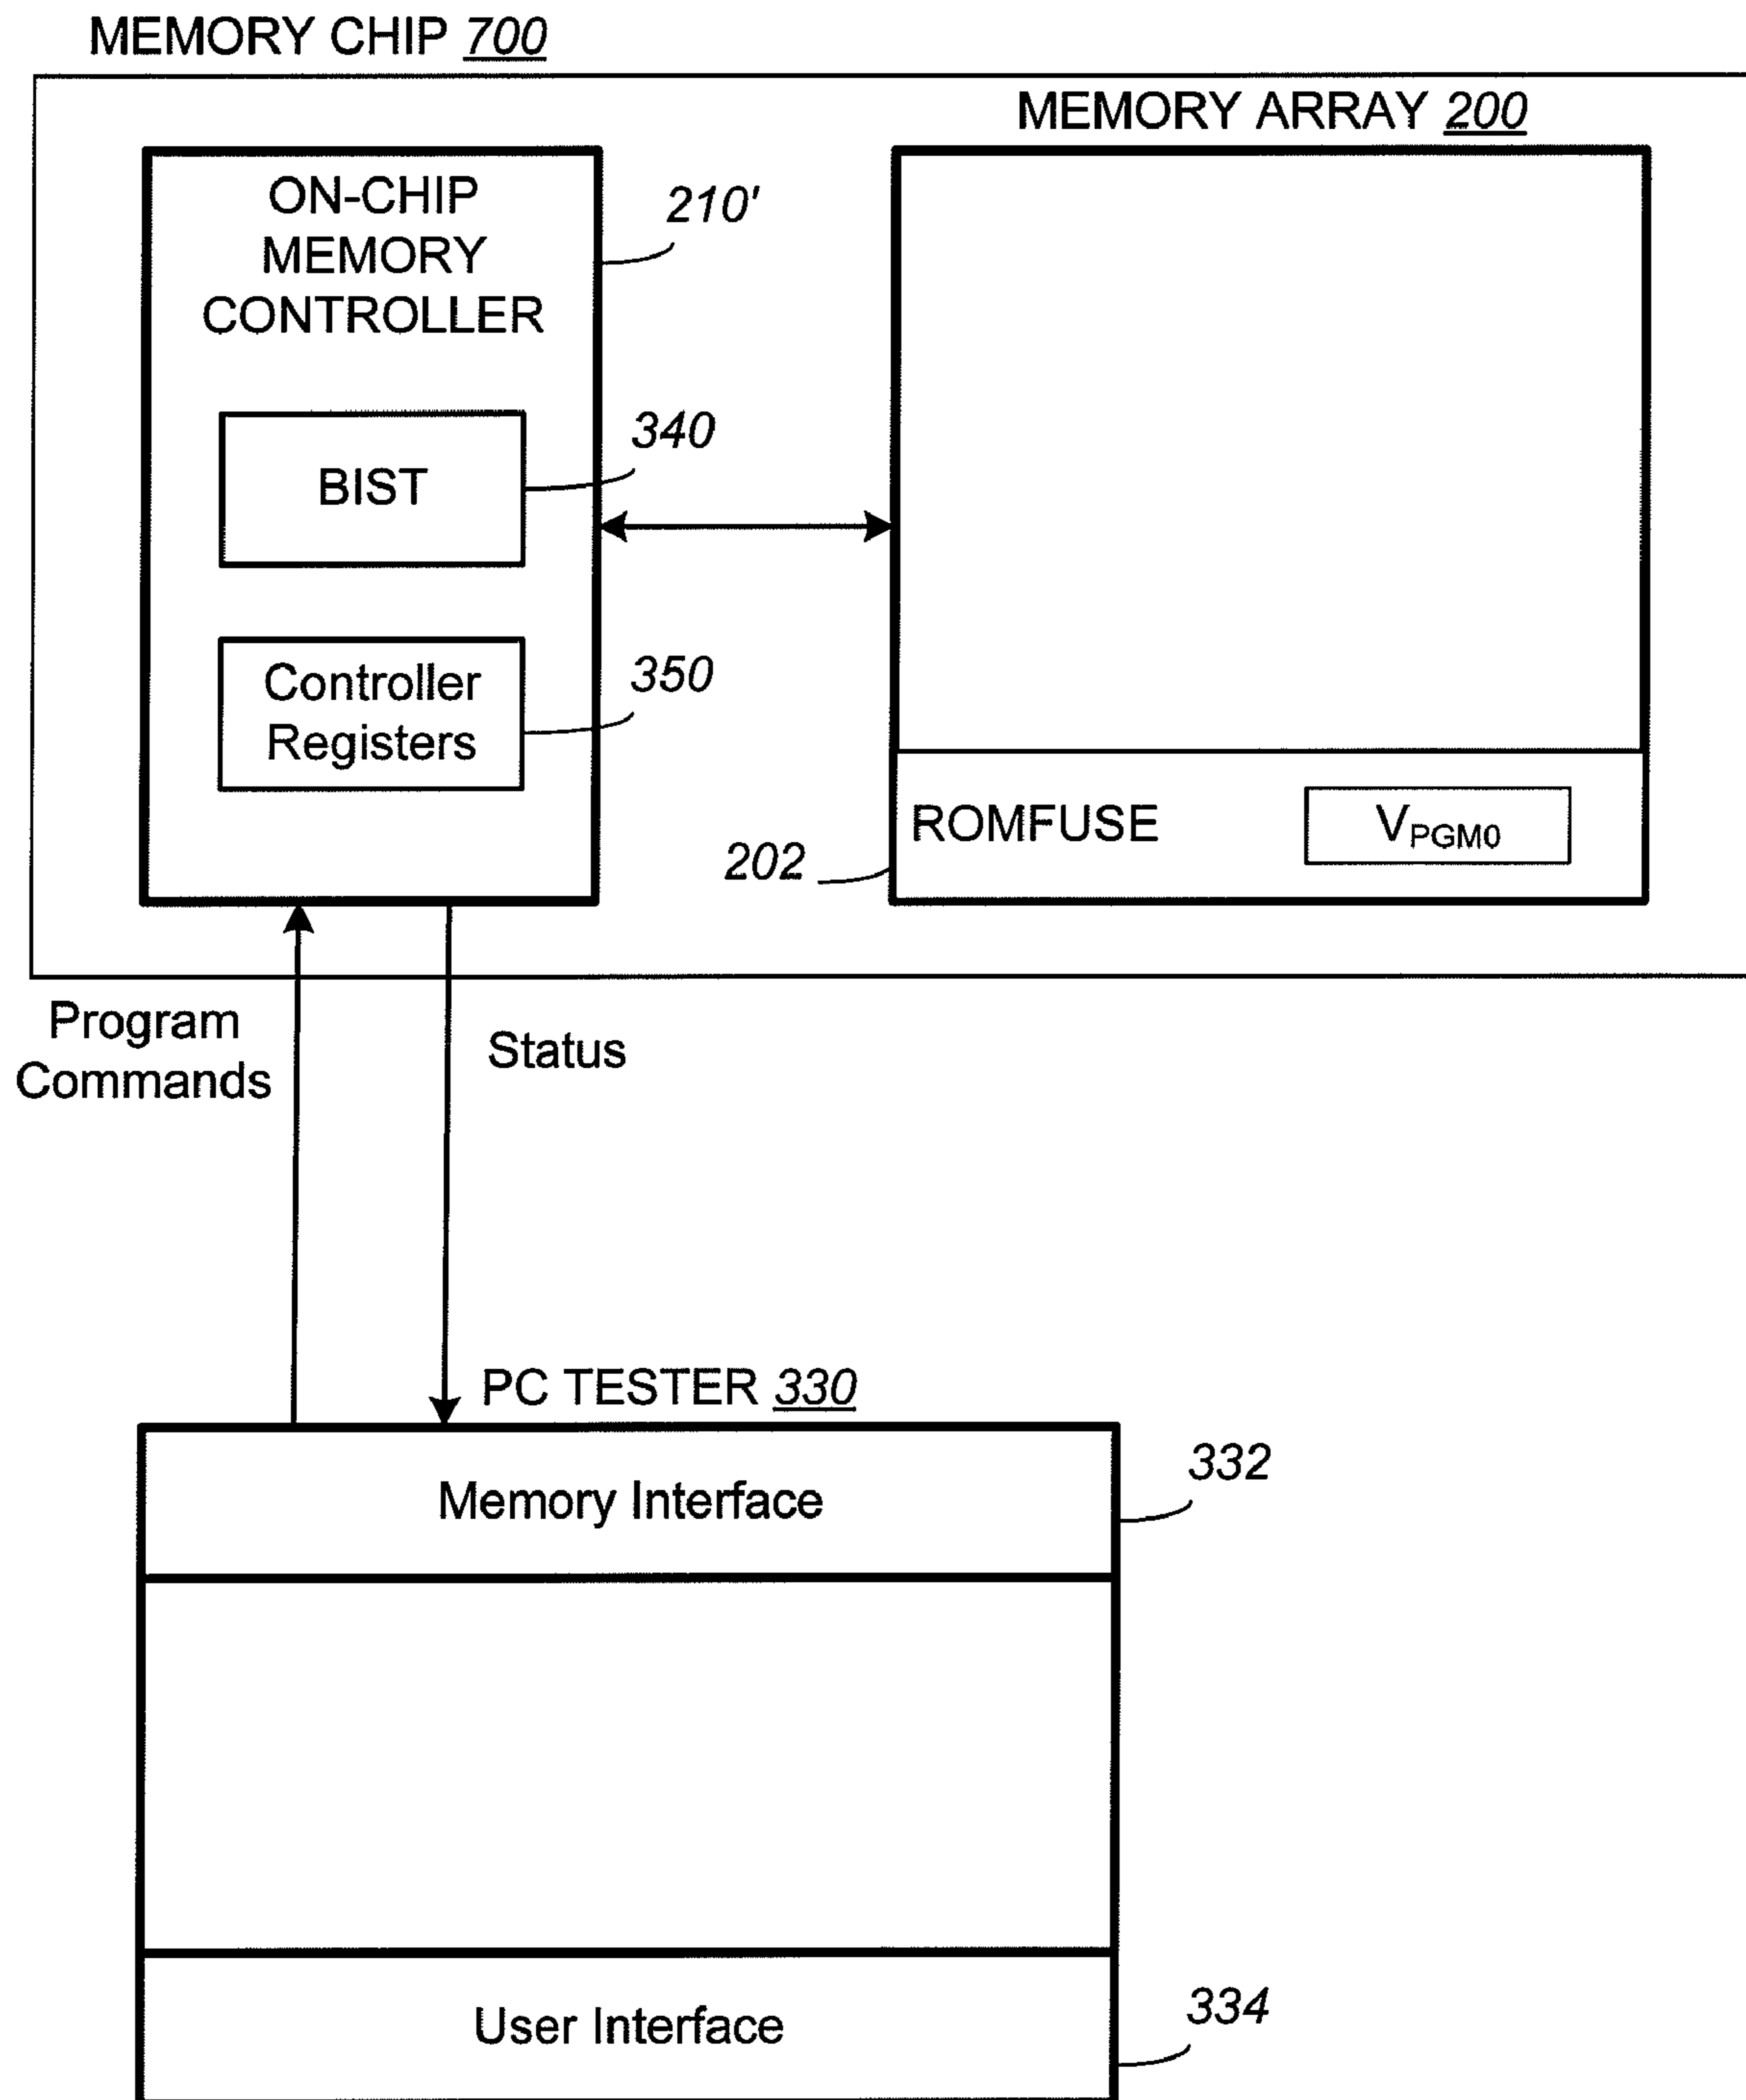 MEMORY CHIP 700
MEMORY ARRAY 200
ON-CHIP
MEMORY
CONTROLLER
210'
BIST
340
Controller
Registers
350
ROMFUSE
V_PGM0
202
Program
Commands
Status
PC TESTER 330
Memory Interface
332
User Interface
334